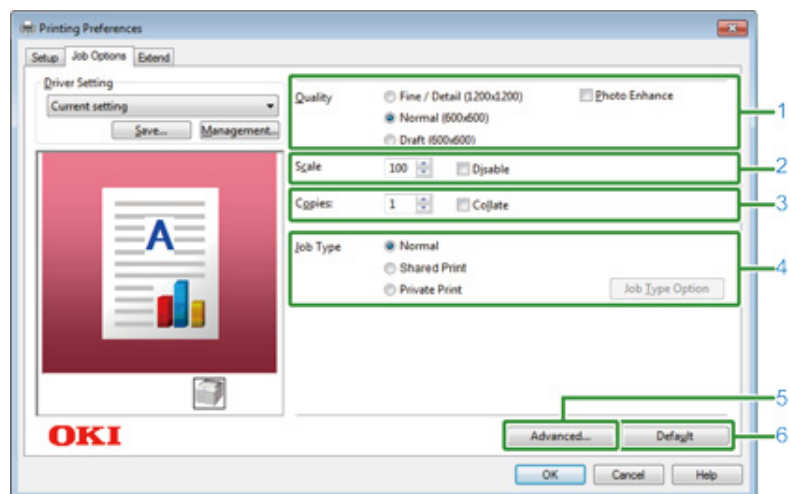 Printing Preferences
Setup Job Options Extend
Driver Setting
Current setting
Save... Management...
Quality Fine / Detail (1200x1200) Photo Enhance 1
Normal (600x600)
Draft (600x600)
Scale 100 Disable 2
Copies: 1 Collate 3
Job Type Normal
Shared Print 4
Private Print Job Type Option
A
5
OKI Advanced... Default 6
OK Cancel Help